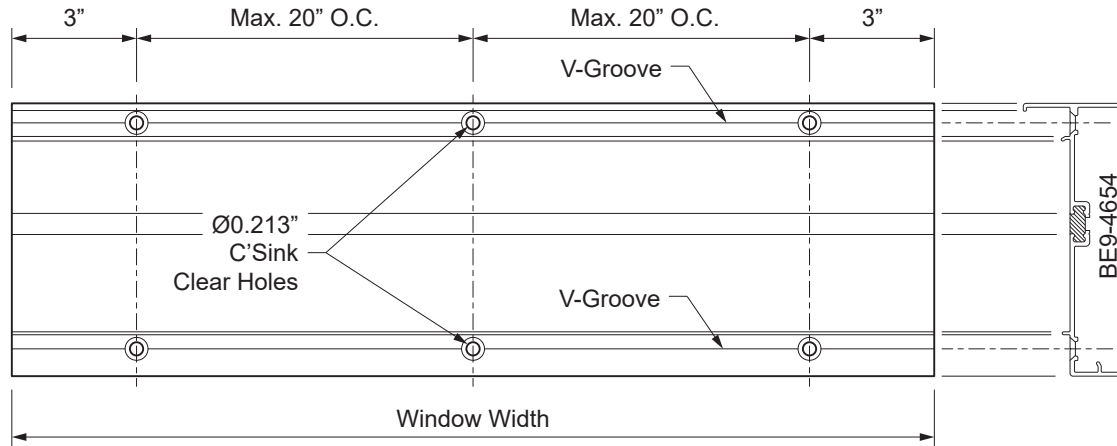 3”
Max. 20” O.C.
Max. 20” O.C.
3”
V-Groove
Ø0.213”
C’Sink
Clear Holes
BE9-4654
V-Groove
Window Width